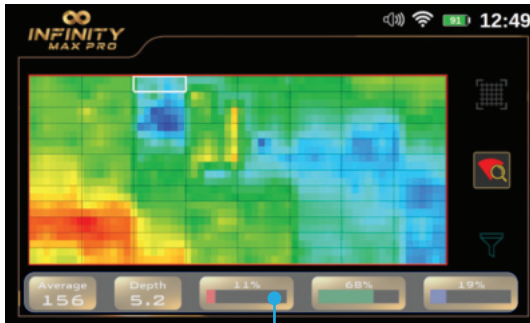 INFINITY
MAX PRO
91
12:49
Average
156
Depth
5.2
11%
68%
19%